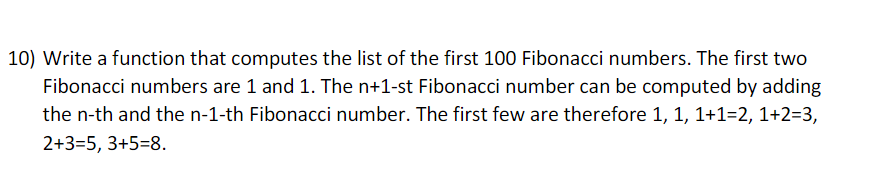 10) Write a function that computes the list of the first 100 Fibonacci numbers. The first two
Fibonacci numbers are 1 and 1. The n+1-st Fibonacci number can be computed by adding
the n-th and the n-1-th Fibonacci number. The first few are therefore 1, 1, 1+1=2, 1+2=3,
2+3=5, 3+5=8.